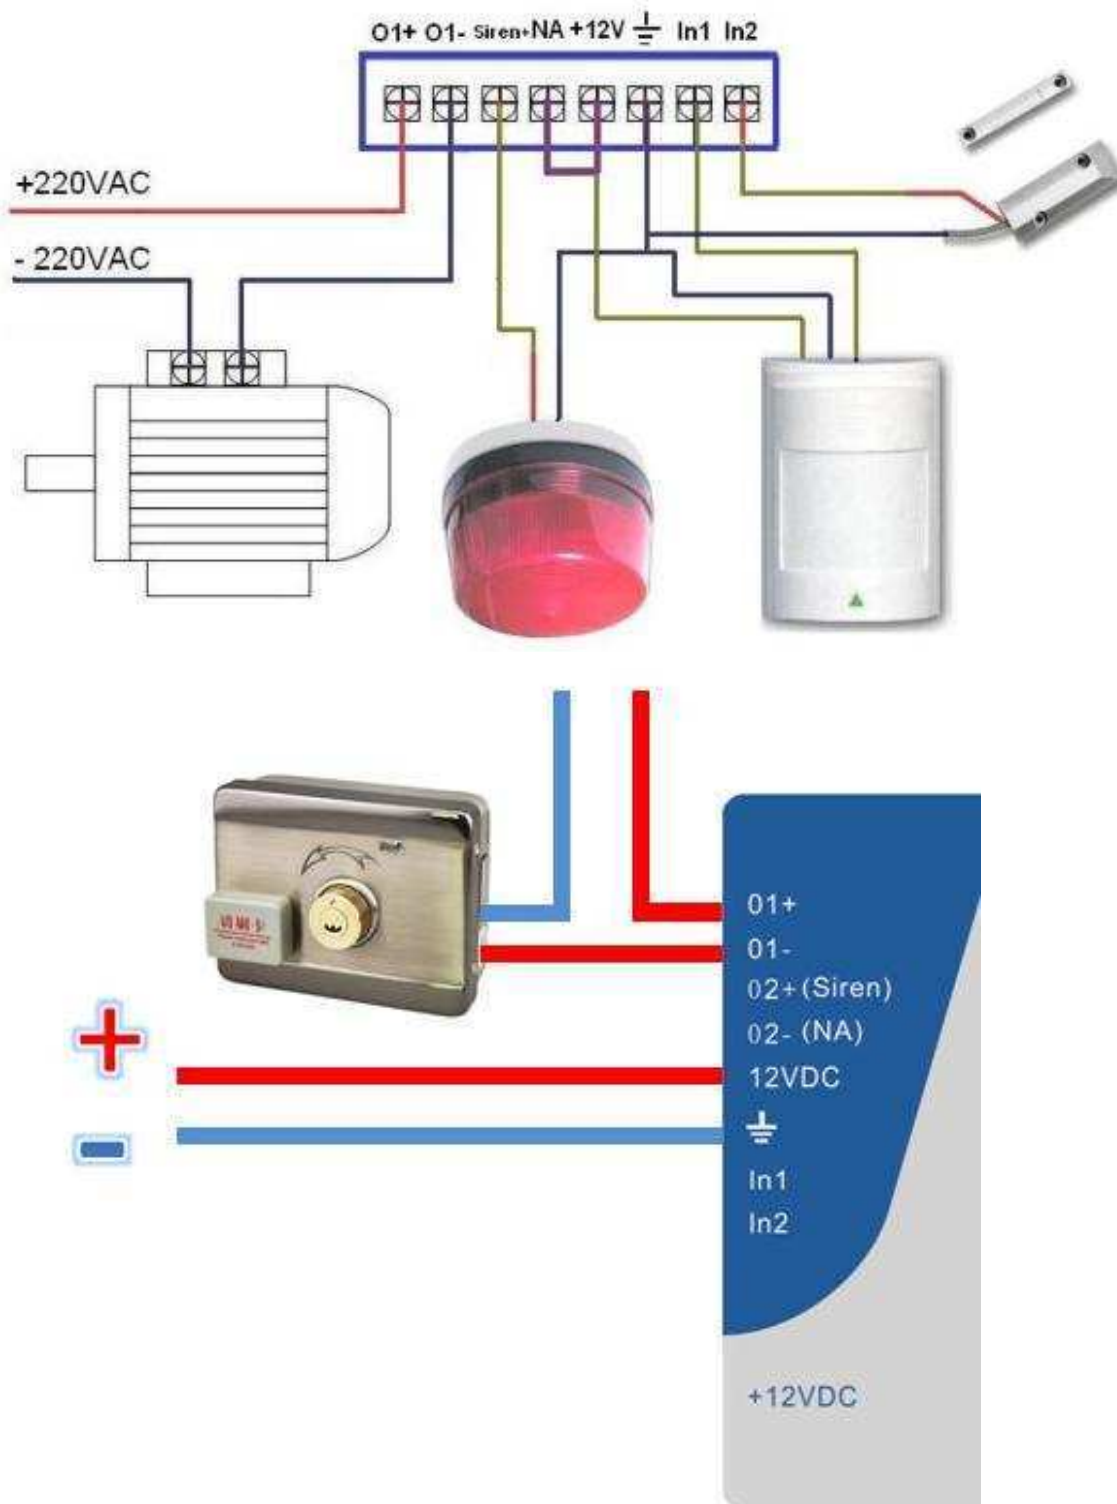 O1+ O1- Siren+ NA +12V In1 In2
+220VAC
- 220VAC
01+
01-
02+(Siren)
02- (NA)
12VDC
In1
In2
+12VDC